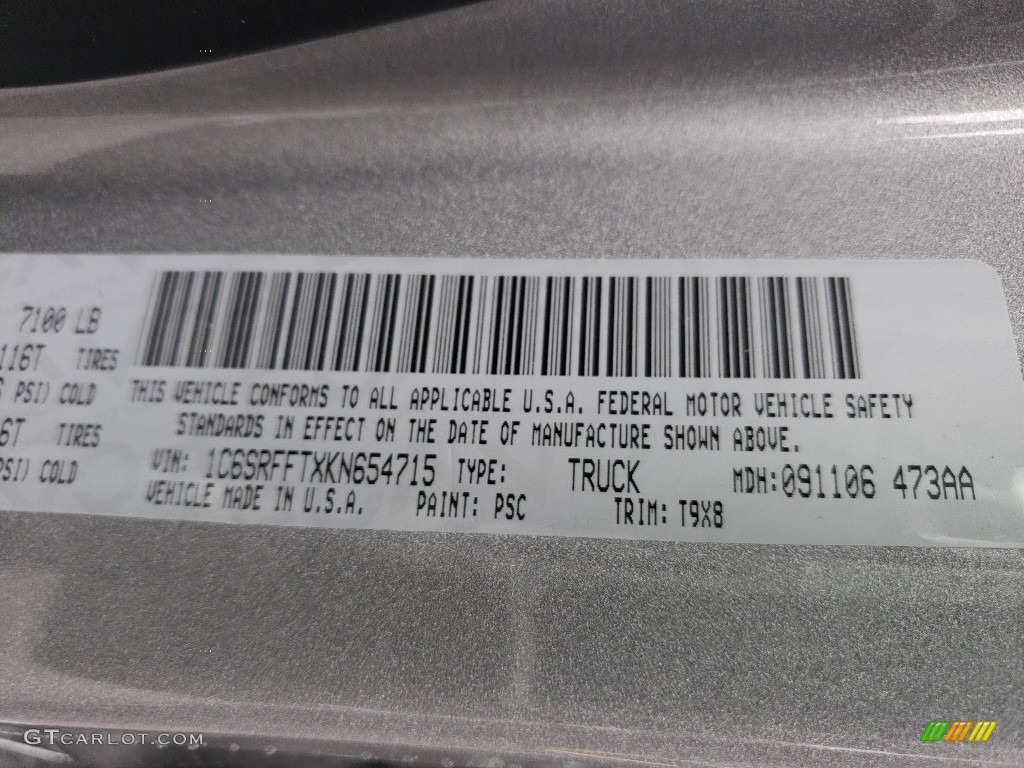 7100 LB
116T TIRES
PSI) COLD
6T TIRES
PSI) COLD
THIS VEHICLE CONFORMS TO ALL APPLICABLE U.S.A. FEDERAL MOTOR VEHICLE SAFETY
STANDARDS IN EFFECT ON THE DATE OF MANUFACTURE SHOWN ABOVE.
VIN: 1C6SRFFTXKN654715 TYPE: TRUCK MDH:091106 473AA
VEHICLE MADE IN U.S.A. PAINT: PSC TRIM: T9X8
GTCARLOT.COM